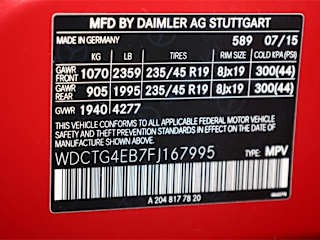 MFD BY DAIMLER AG STUTTGART
MADE IN GERMANY 589 07/15
KG LB TIRES RIM SIZE COLD KPA(PSI)
GAWR FRONT 1070 2359 235/45 R19 8Jx19 300(44)
GAWR REAR 905 1995 235/45 R19 8Jx19 300(44)
GVWR 1940 4277
THIS VEHICLE CONFORMS TO ALL APPLICABLE FEDERAL MOTOR VEHICLE
SAFETY BUMPER AND THEFT PREVENTION STANDARDS IN EFFECT ON THE DATE
OF MANUFACTURE SHOWN ABOVE
WDCTG4EB7FJ167995 TYPE: MPV
A 204 817 78 20